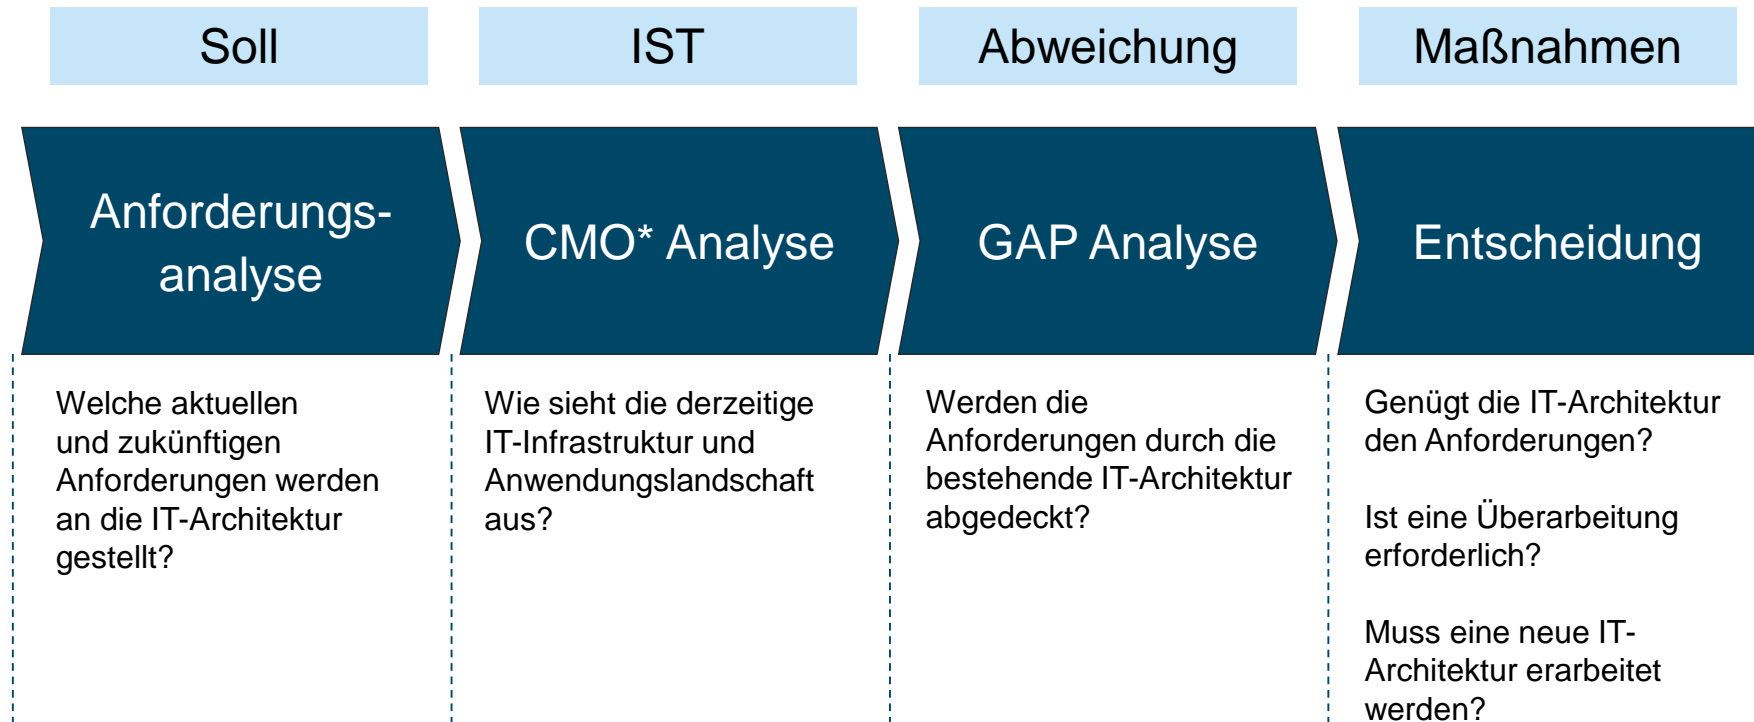 Soll
IST
Abweichung
Maßnahmen
Anforderungs-
analyse
CMO* Analyse
GAP Analyse
Entscheidung
Welche aktuellen
und zukünftigen
Anforderungen werden
an die IT-Architektur
gestellt?
Wie sieht die derzeitige
IT-Infrastruktur und
Anwendungslandschaft
aus?
Werden die
Anforderungen durch die
bestehende IT-Architektur
abgedeckt?
Genügt die IT-Architektur
den Anforderungen?
Ist eine Überarbeitung
erforderlich?
Muss eine neue IT-
Architektur erarbeitet
werden?